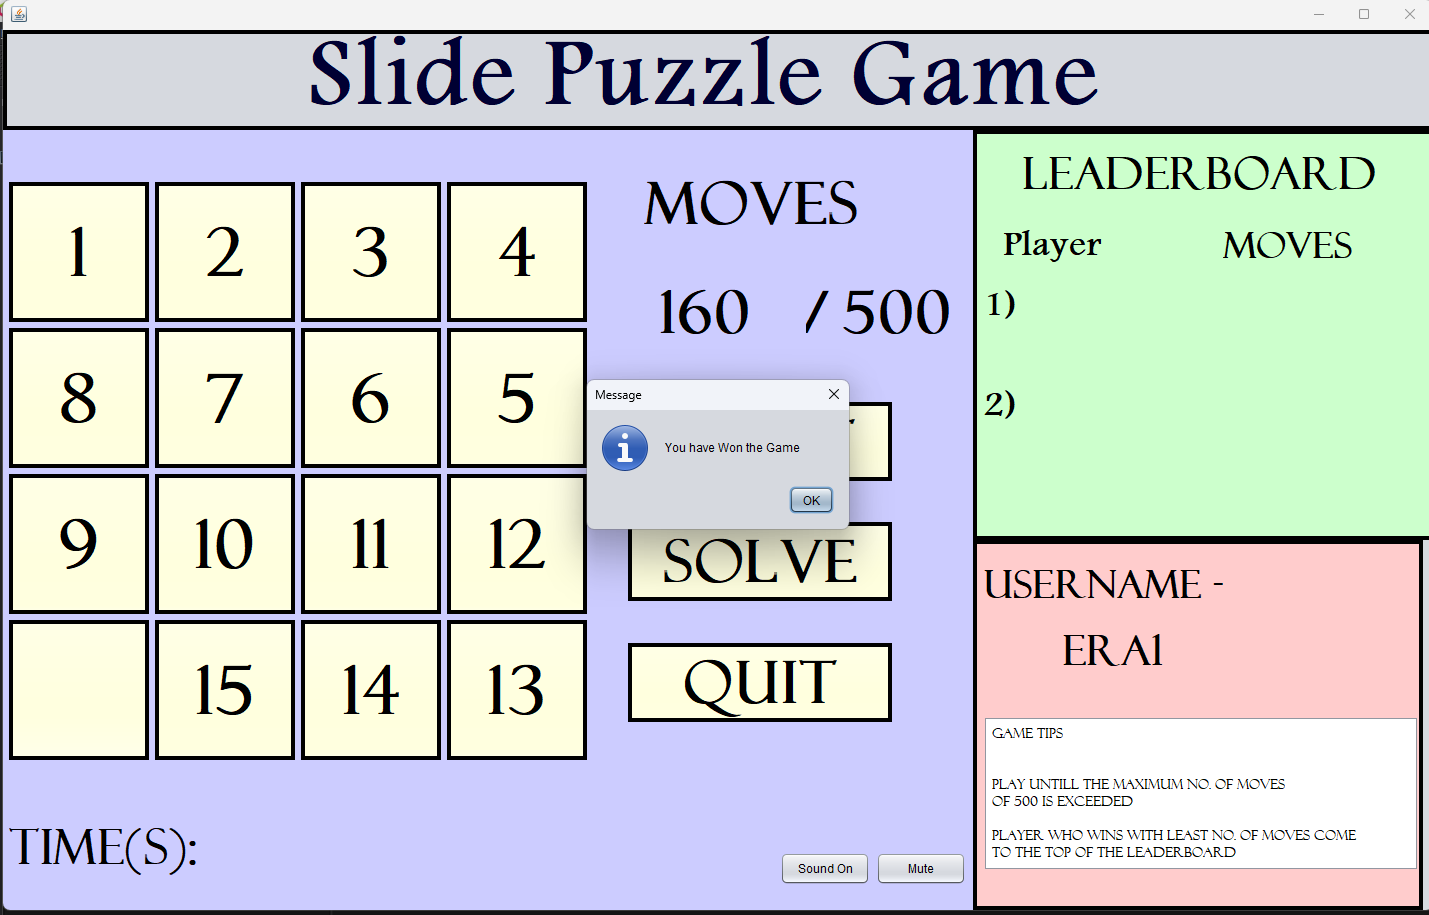 Slide Puzzle Game
1 2 3 4
8 7 6 5
9 10 11 12
15 14 13
MOVES
160 / 500
Message
You have Won the Game
OK
SOLVE
QUIT
TIME(S):
Sound On
Mute
LEADERBOARD
Player MOVES
1)
2)
USERNAME -
ERA1
GAME TIPS
PLAY UNTILL THE MAXIMUM NO. OF MOVES
OF 500 IS EXCEEDED
PLAYER WHO WINS WITH LEAST NO. OF MOVES COME
TO THE TOP OF THE LEADERBOARD